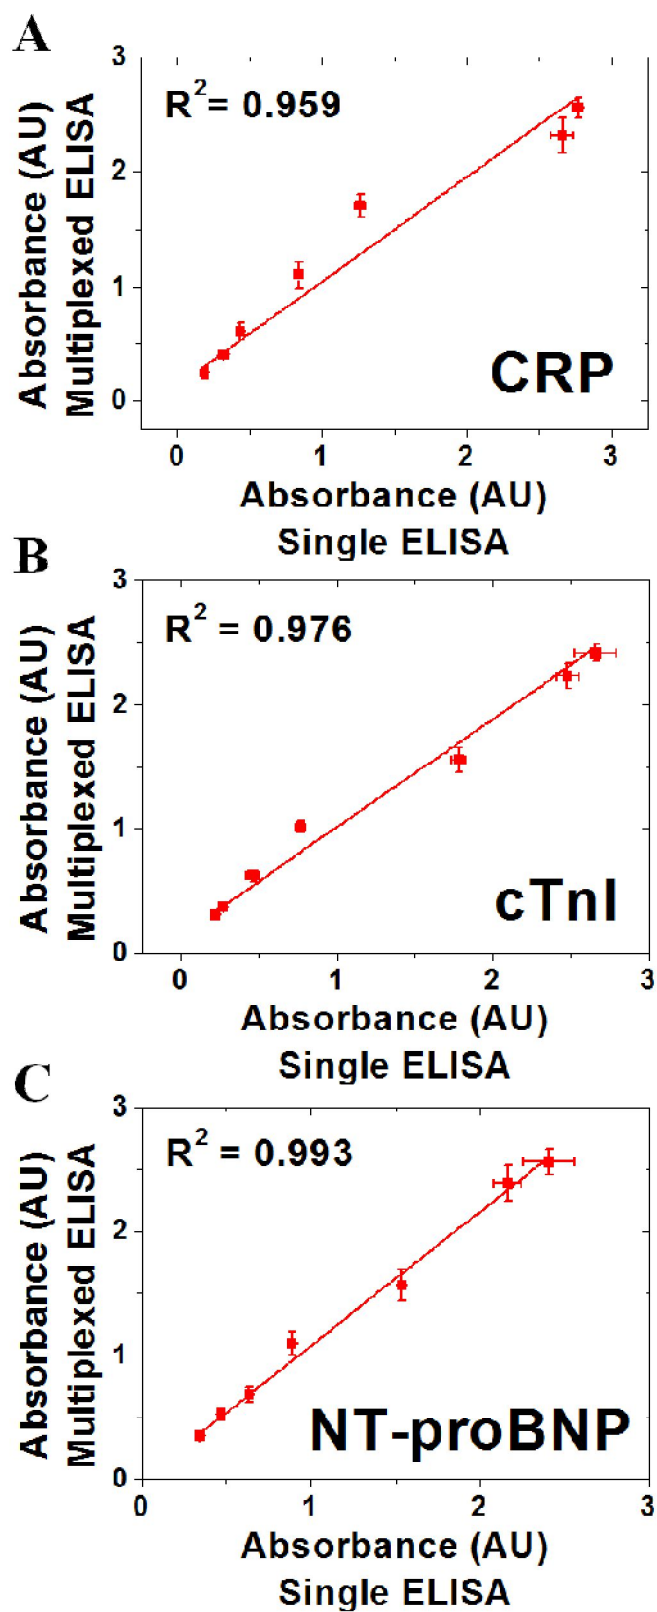 A
Absorbance (AU)
Multiplexed ELISA
3
2
1
0
R2= 0.959
CRP
0 1 2 3
Absorbance (AU)
Single ELISA
B
Absorbance (AU)
Multiplexed ELISA
3
2
1
0
R2 = 0.976
cTnI
0 1 2 3
Absorbance (AU)
Single ELISA
C
Absorbance (AU)
Multiplexed ELISA
3
2
1
0
R2 = 0.993
NT-proBNP
0 1 2 3
Absorbance (AU)
Single ELISA